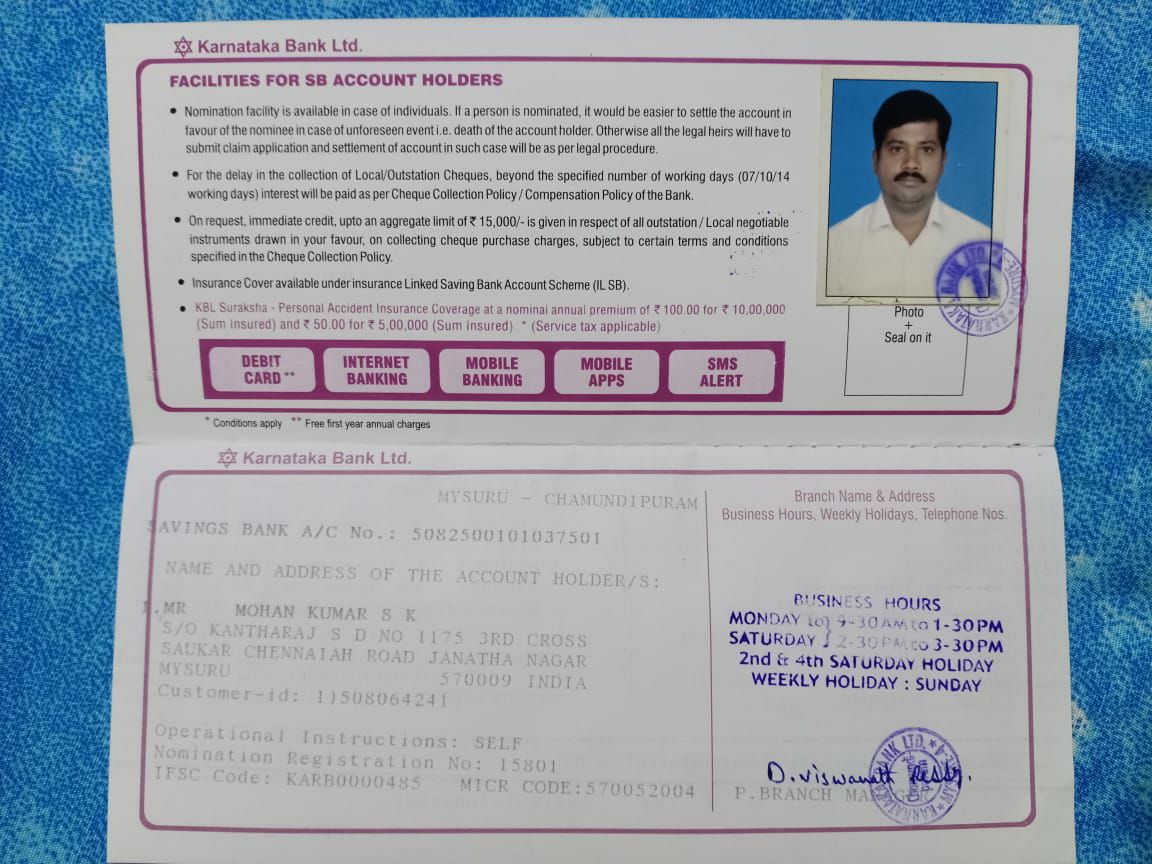 Karnataka Bank Ltd.
FACILITIES FOR SB ACCOUNT HOLDERS
• Nomination facility is available in case of individuals. If a person is nominated, it would be easier to settle the account in
favour of the nominee in case of unforeseen event i.e. death of the account holder. Otherwise all the legal heirs will have to
submit claim application and settlement of account in such case will be as per legal procedure.
• For the delay in the collection of Local/Outstation Cheques, beyond the specified number of working days (07/10/14
working days) interest will be paid as per Cheque Collection Policy / Compensation Policy of the Bank.
• On request, immediate credit, upto an aggregate limit of ₹ 15,000/- is given in respect of all outstation / Local negotiable
instruments drawn in your favour, on collecting cheque purchase charges, subject to certain terms and conditions
specified in the Cheque Collection Policy.
• Insurance Cover available under insurance Linked Saving Bank Account Scheme (IL SB).
• KBL Suraksha - Personal Accident Insurance Coverage at a nominal annual premium of ₹ 100.00 for ₹ 10,00,000
(Sum insured) and ₹ 50.00 for ₹ 5,00,000 (Sum Insured). * (Service tax applicable)
DEBIT CARD**
INTERNET BANKING
MOBILE BANKING
MOBILE APPS
SMS ALERT
Photo
+
Seal on it
* Conditions apply ** Free first year annual charges
Karnataka Bank Ltd.
MYSURU - CHAMUNDIPURAM
SAVINGS BANK A/C No.: 5082500101037501
NAME AND ADDRESS OF THE ACCOUNT HOLDER/S:
1.MR MOHAN KUMAR S K
S/O KANTHARAJ S D NO 1175 3RD CROSS
SAUKAR CHENNAIAH ROAD JANATHA NAGAR
MYSURU 570009 INDIA
Customer-id: 1)508064241
Operational Instructions: SELF
Nomination Registration No: 15801
IFSC Code: KARB0000485 MICR CODE:570052004
Branch Name & Address
Business Hours, Weekly Holidays, Telephone Nos.
BUSINESS HOURS
MONDAY to 9-30 AM to 1-30 PM
SATURDAY 2-30 PM to 3-30 PM
2nd & 4th SATURDAY HOLIDAY
WEEKLY HOLIDAY : SUNDAY
D. Viswanath Reddy.
P.BRANCH